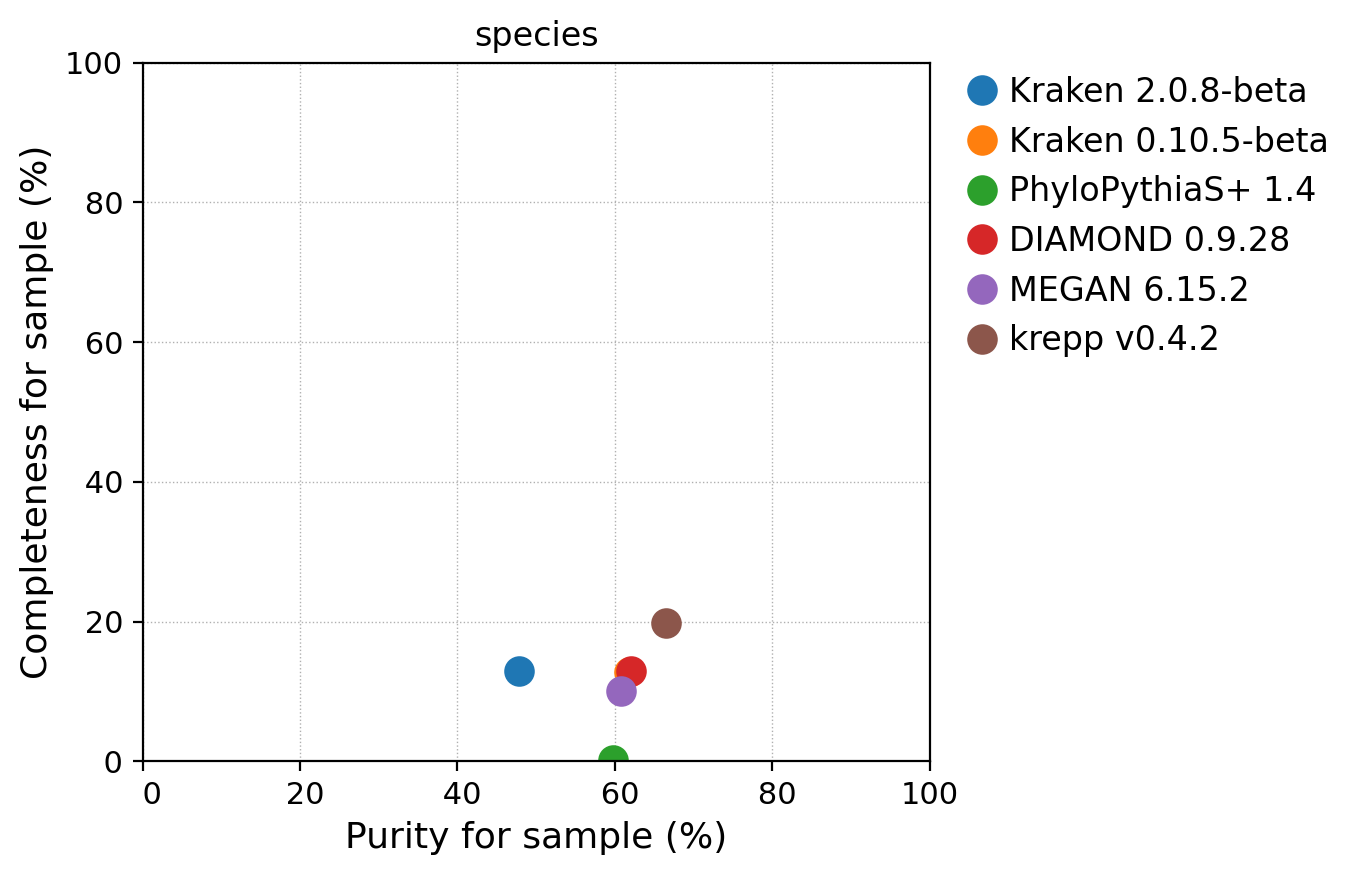 species
100
80
60
40
20
0
Completeness for sample (%)
0 20 40 60 80 100
Purity for sample (%)
Kraken 2.0.8-beta
Kraken 0.10.5-beta
PhyloPythiaS+ 1.4
DIAMOND 0.9.28
MEGAN 6.15.2
krepp v0.4.2